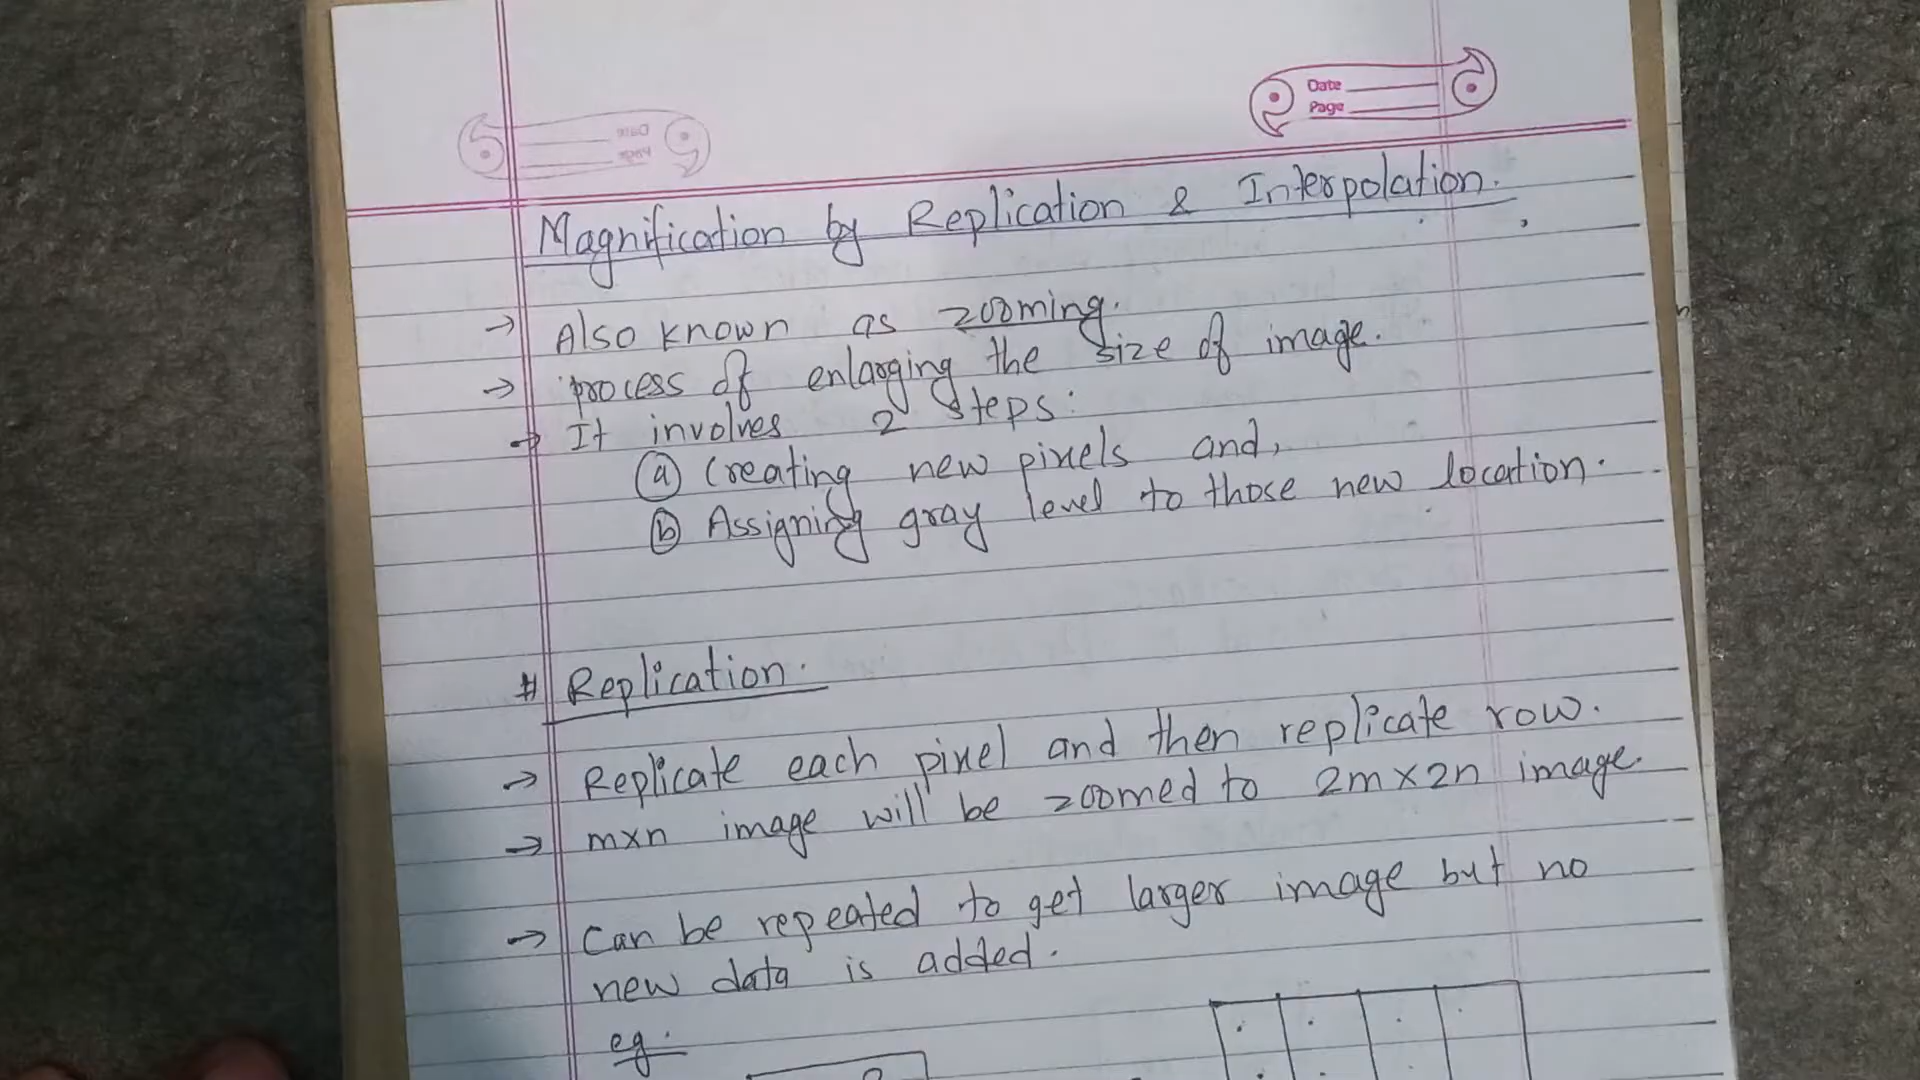 Date
Page
Magnification by Replication & Interpolation.
→ Also known as zooming.
→ process of enlarging the size of image.
→ It involves 2 steps:
(a) Creating new pixels and,
(b) Assigning gray level to those new location.
# Replication.
→ Replicate each pixel and then replicate row.
→ mxn image will be zoomed to 2mx2n image.
→ Can be repeated to get larger image but no
new data is added.
eg.